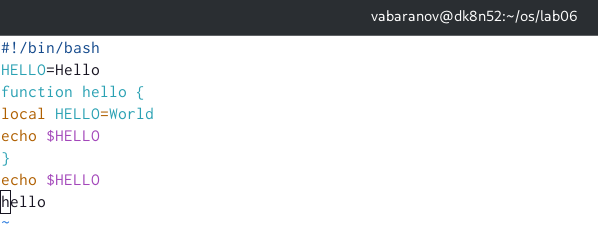 vabaranov@dk8n52:~/os/lab06
#!/bin/bash
HELLO=Hello
function hello {
local HELLO=World
echo $HELLO
}
echo $HELLO
hello
~